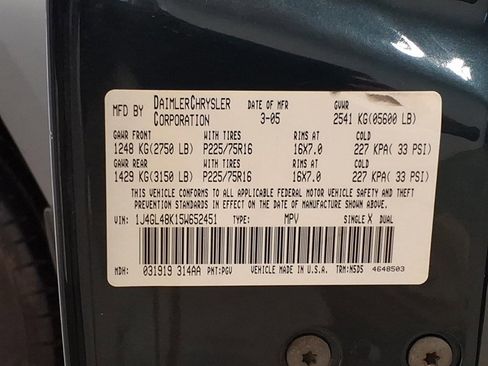 MFD BY DAIMLERCHRYSLER CORPORATION DATE OF MFR 3-05 GVWR 2541 KG(05600 LB)
GAWR FRONT WITH TIRES RIMS AT COLD
1248 KG(2750 LB) P225/75R16 16X7.0 227 KPA( 33 PSI)
GAWR REAR WITH TIRES RIMS AT COLD
1429 KG(3150 LB) P225/75R16 16X7.0 227 KPA( 33 PSI)
THIS VEHICLE CONFORMS TO ALL APPLICABLE FEDERAL MOTOR VEHICLE SAFETY AND THEFT
PREVENTION STANDARDS IN EFFECT ON THE DATE OF MANUFACTURE SHOWN ABOVE.
VIN: 1J4GL48K15W652451 TYPE: MPV SINGLE X DUAL
MDH: 031919 314AA PNT:PGV VEHICLE MADE IN U.S.A. TRM:N5DS 4648503